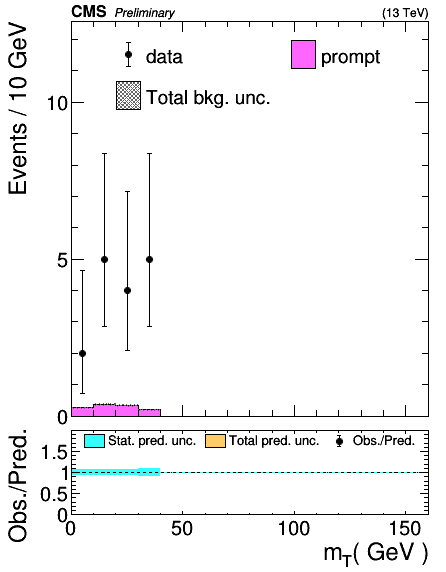 CMS Preliminary (13 TeV)
Events / 10 GeV
data
prompt
Total bkg. unc.
10
5
0
Obs./Pred.
Stat. pred. unc.
Total pred. unc.
Obs./Pred.
1.5
1
0.5
0
0 50 100 150
m_T( GeV )